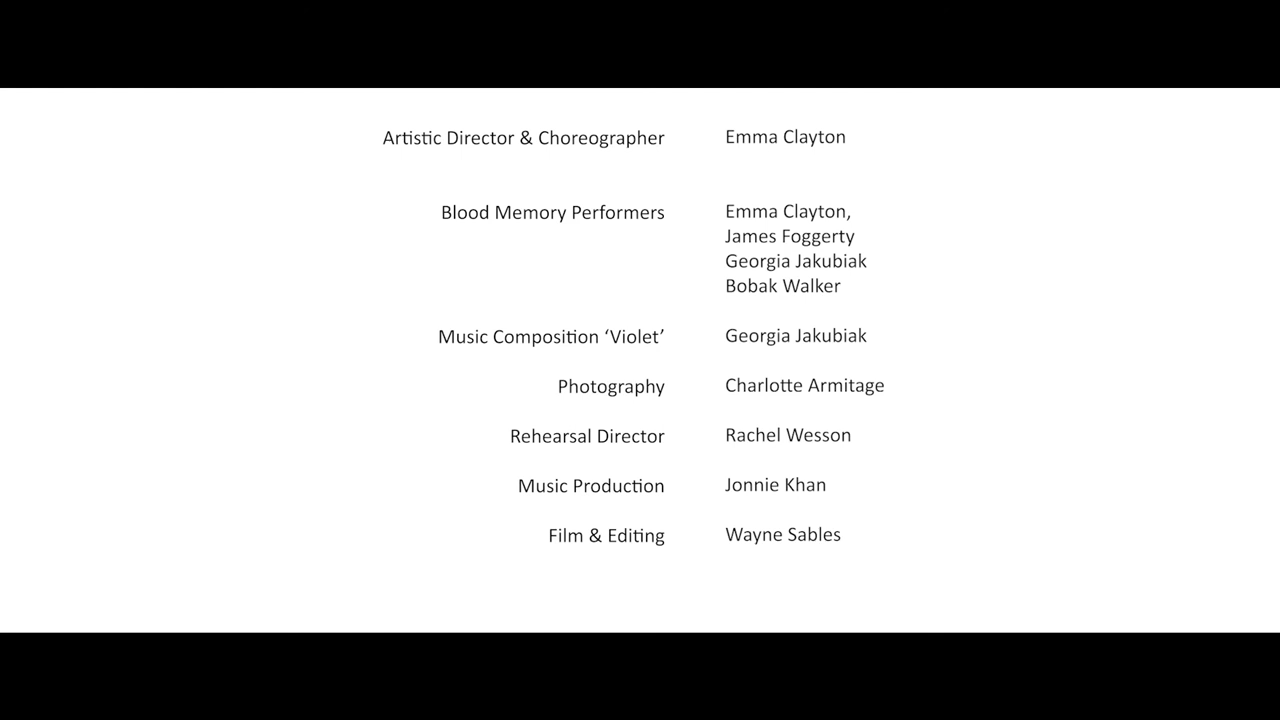 Artistic Director & Choreographer Emma Clayton
Blood Memory Performers Emma Clayton,
James Foggerty
Georgia Jakubiak
Bobak Walker
Music Composition ‘Violet’ Georgia Jakubiak
Photography Charlotte Armitage
Rehearsal Director Rachel Wesson
Music Production Jonnie Khan
Film & Editing Wayne Sables